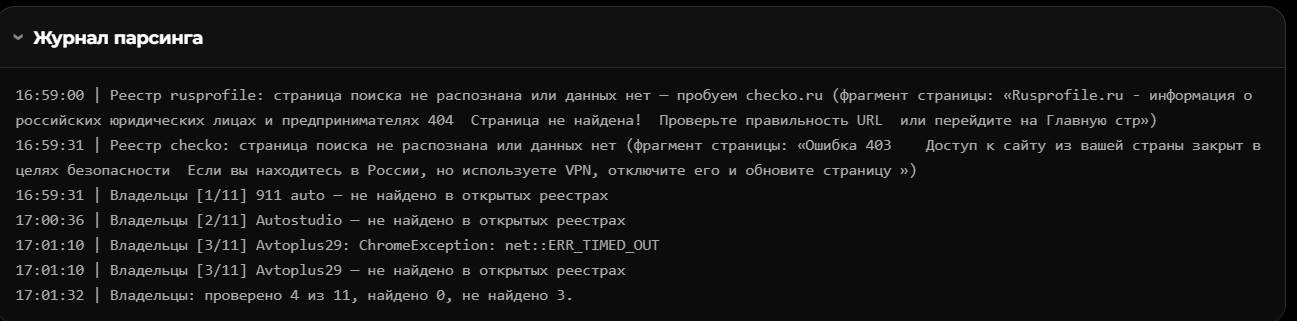 Журнал парсинга
16:59:00 | Реестр rusprofile: страница поиска не распознана или данных нет — пробуем checko.ru (фрагмент страницы: «Rusprofile.ru - информация о
российских юридических лицах и предпринимателях 404  Страница не найдена!  Проверьте правильность URL  или перейдите на Главную стр»)
16:59:31 | Реестр checko: страница поиска не распознана или данных нет (фрагмент страницы: «Ошибка 403    Доступ к сайту из вашей страны закрыт в
целях безопасности  Если вы находитесь в России, но используете VPN, отключите его и обновите страницу »)
16:59:31 | Владельцы [1/11] 911 auto — не найдено в открытых реестрах
17:00:36 | Владельцы [2/11] Autostudio — не найдено в открытых реестрах
17:01:10 | Владельцы [3/11] Avtoplus29: ChromeException: net::ERR_TIMED_OUT
17:01:10 | Владельцы [3/11] Avtoplus29 — не найдено в открытых реестрах
17:01:32 | Владельцы: проверено 4 из 11, найдено 0, не найдено 3.